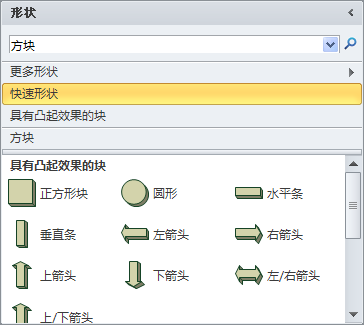 形状
方块
更多形状
快速形状
具有凸起效果的块
方块
具有凸起效果的块
正方形块 圆形 水平条
垂直条 左箭头 右箭头
上箭头 下箭头 左/右箭头
上/下箭头